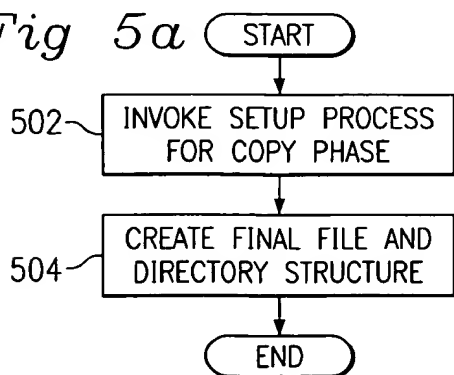 Fig 5a
START
502
INVOKE SETUP PROCESS
FOR COPY PHASE
504
CREATE FINAL FILE AND
DIRECTORY STRUCTURE
END